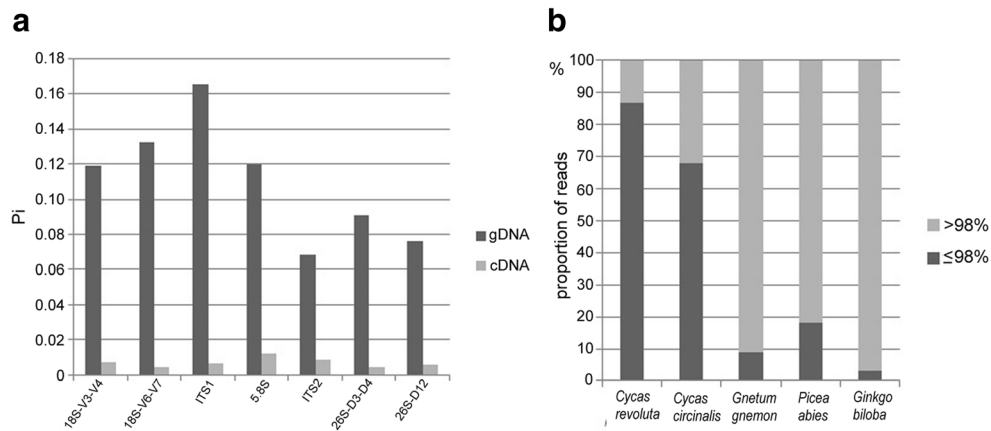 a
0.18
0.16
0.14
0.12
0.10
0.08
0.06
0.04
0.02
0
Pi
18S-V3-V4
18S-V6-V7
ITS1
5.8S
ITS2
26S-D3-D4
26S-D12
gDNA
cDNA
b
%
100
90
80
70
60
50
40
30
20
10
0
proportion of reads
Cycas
revoluta
Cycas
circinalis
Gnetum
gnemon
Picea
abies
Ginkgo
biloba
>98%
≤98%